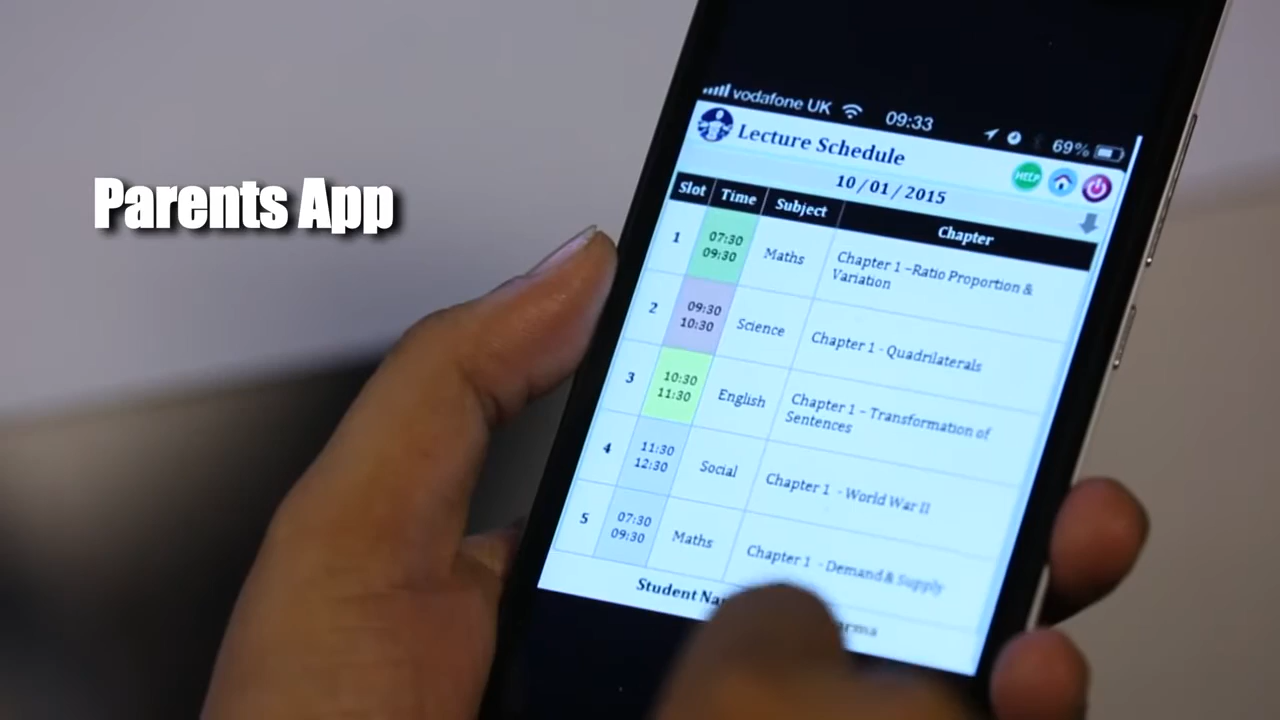 Parents App
vodafone UK 09:33 69%
Lecture Schedule
HELP
10/01/2015
Slot Time Subject Chapter
1 07:30 09:30 Maths Chapter 1 –Ratio Proportion & Variation
2 09:30 10:30 Science Chapter 1 - Quadrilaterals
3 10:30 11:30 English Chapter 1 – Transformation of Sentences
4 11:30 12:30 Social Chapter 1 - World War II
5 07:30 09:30 Maths Chapter 1 - Demand & Supply
Student